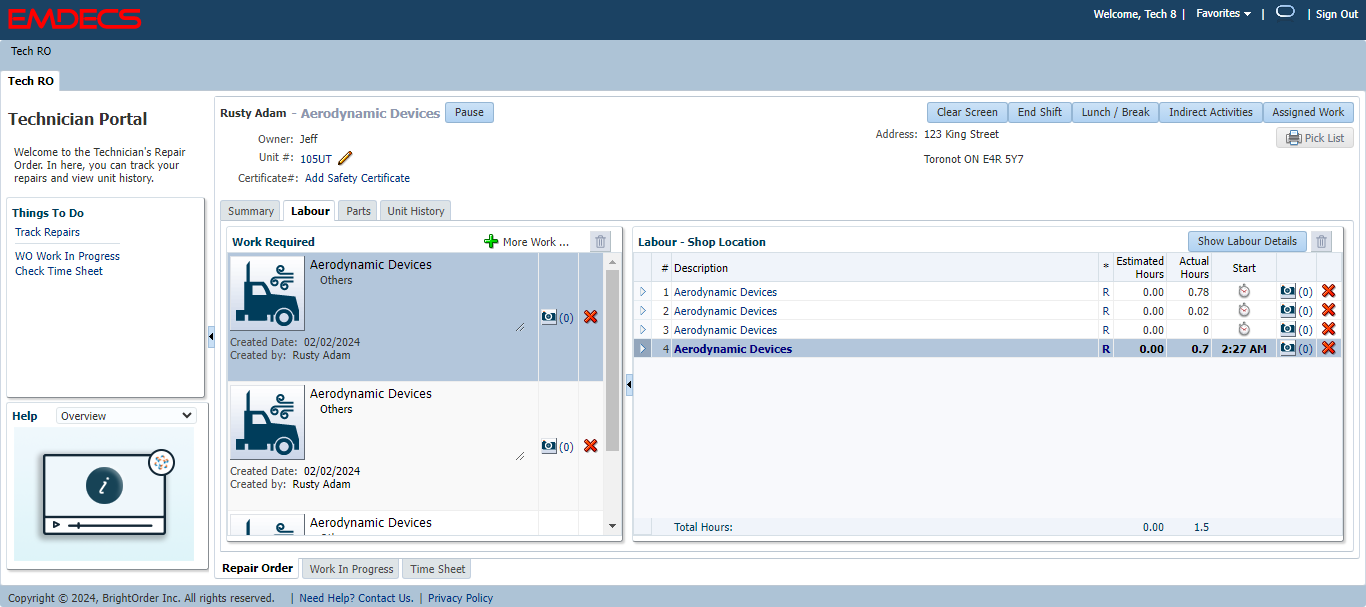 EMDECS
Welcome, Tech 8 | Favorites | | Sign Out
Tech RO
Tech RO
Technician Portal
Welcome to the Technician's Repair
Order. In here, you can track your
repairs and view unit history.
Things To Do
Track Repairs
WO Work In Progress
Check Time Sheet
Help Overview
i
Rusty Adam - Aerodynamic Devices Pause
Clear Screen End Shift Lunch / Break Indirect Activities Assigned Work
Owner: Jeff
Unit #: 105UT
Certificate#: Add Safety Certificate
Address: 123 King Street
Toronot ON E4R 5Y7
Pick List
Summary Labour Parts Unit History
Work Required More Work ...
Aerodynamic Devices
Others
(0)
Created Date: 02/02/2024
Created by: Rusty Adam
Aerodynamic Devices
Others
(0)
Created Date: 02/02/2024
Created by: Rusty Adam
Aerodynamic Devices
Labour - Shop Location Show Labour Details
# Description * Estimated Hours Actual Hours Start
1 Aerodynamic Devices R 0.00 0.78 (0)
2 Aerodynamic Devices R 0.00 0.02 (0)
3 Aerodynamic Devices R 0.00 0 (0)
4 Aerodynamic Devices R 0.00 0.7 2:27 AM (0)
Total Hours: 0.00 1.5
Repair Order Work In Progress Time Sheet
Copyright © 2024, BrightOrder Inc. All rights reserved. | Need Help? Contact Us. | Privacy Policy